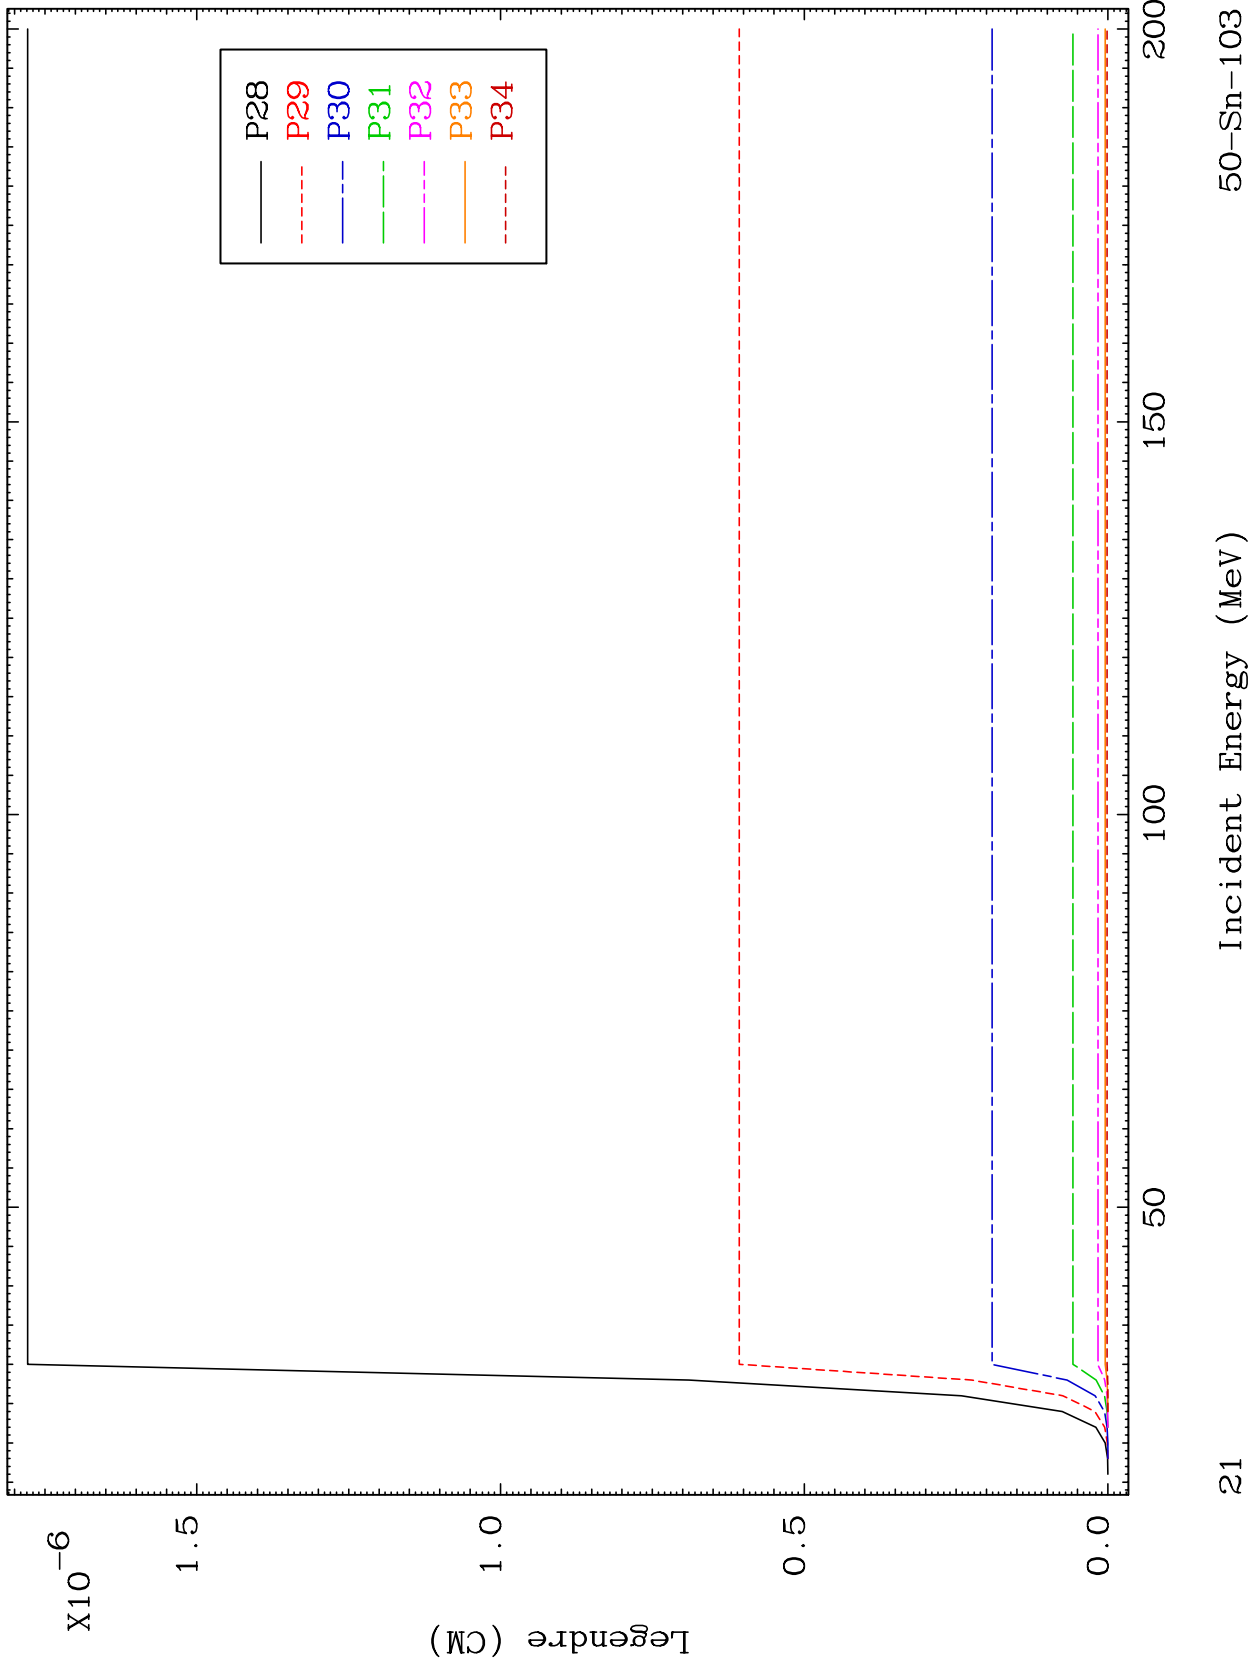 X10-6
1.5
1.0
0.5
0.0
Legendre (CM)
P28
P29
P30
P31
P32
P33
P34
50
100
150
200
Incident Energy (MeV)
21
50-Sn-103